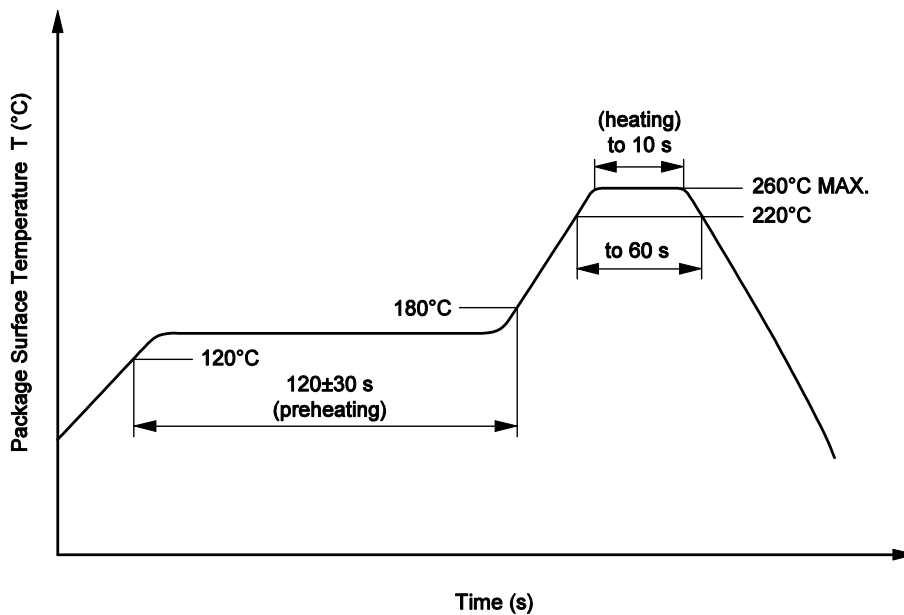 Package Surface Temperature T (°C)
(heating)
to 10 s
260°C MAX.
220°C
to 60 s
180°C
120°C
120±30 s
(preheating)
Time (s)